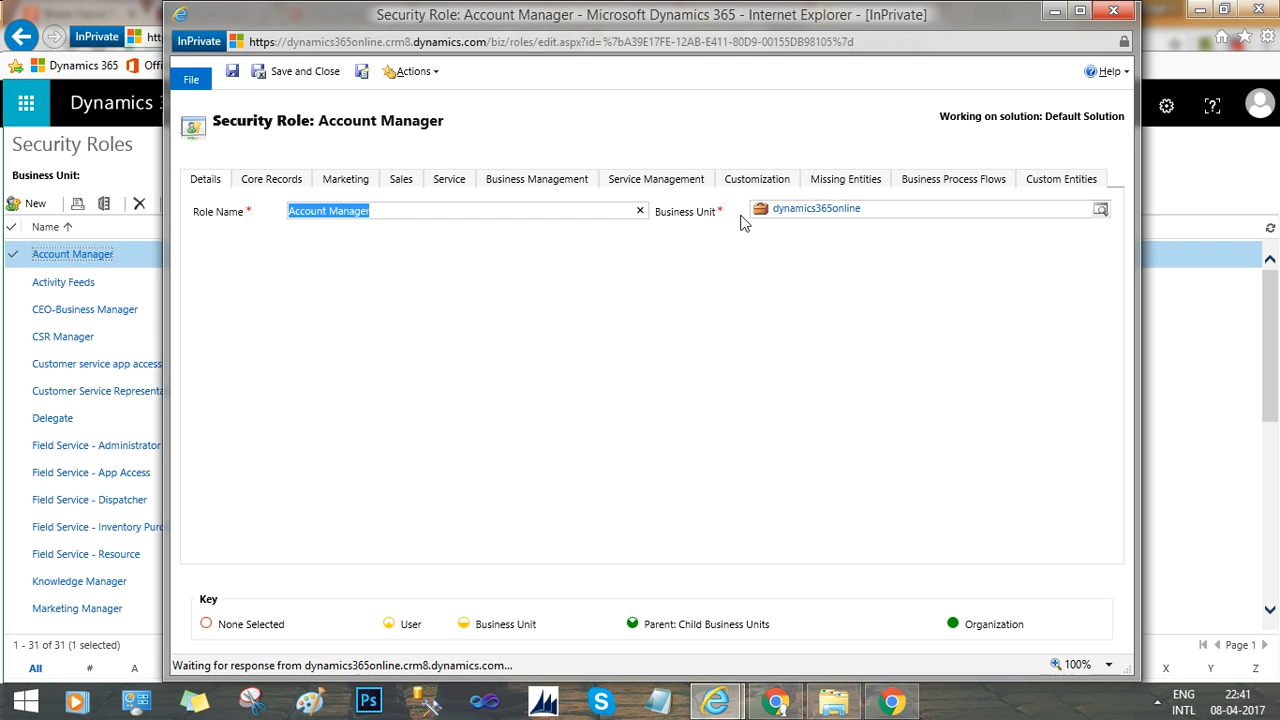 Security Role: Account Manager - Microsoft Dynamics 365 - Internet Explorer - [InPrivate]
InPrivate
htt
InPrivate
https://dynamics365online.crm8.dynamics.com/biz/roles/edit.aspx?id=%7bA39E17FE-12AB-E411-80D9-00155DB98105%7d
Dynamics 365
Off
File
Save and Close
Actions
Help
Dynamics 3
Security Role: Account Manager
Working on solution: Default Solution
Security Roles
Business Unit:
New
Name
Details
Core Records
Marketing
Sales
Service
Business Management
Service Management
Customization
Missing Entities
Business Process Flows
Custom Entities
Role Name *
Account Manager
Business Unit *
dynamics365online
Account Manager
Activity Feeds
CEO-Business Manager
CSR Manager
Customer service app access
Customer Service Representa
Delegate
Field Service - Administrator
Field Service - App Access
Field Service - Dispatcher
Field Service - Inventory Purc
Field Service - Resource
Knowledge Manager
Marketing Manager
Key
None Selected
User
Business Unit
Parent: Child Business Units
Organization
1 - 31 of 31 (1 selected)
Page 1
All
#
A
X
Y
Z
Waiting for response from dynamics365online.crm8.dynamics.com...
100%
Ps
ENG
INTL
22:41
08-04-2017